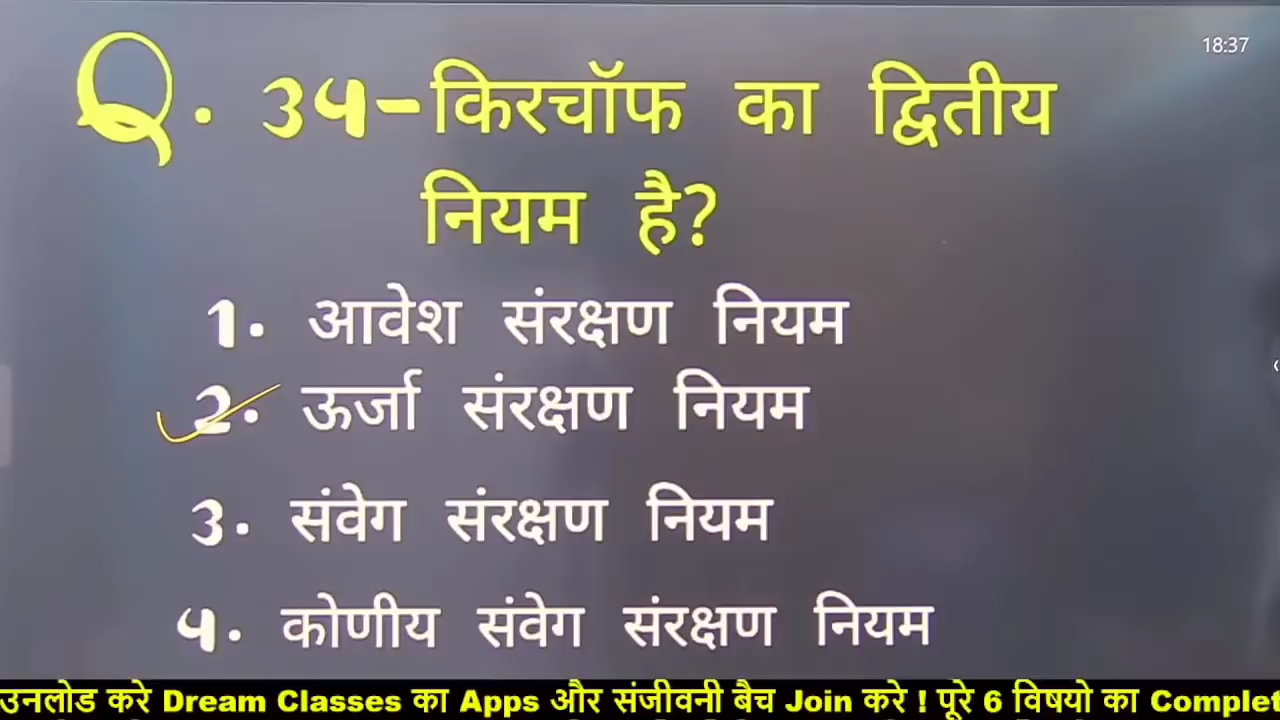 18:37
Q. 34-किरचॉफ का द्वितीय
नियम है?
1. आवेश संरक्षण नियम
2. ऊर्जा संरक्षण नियम
3. संवेग संरक्षण नियम
4. कोणीय संवेग संरक्षण नियम
उनलोड करे Dream Classes का Apps और संजीवनी बैच Join करे ! पूरे 6 विषयो का Complet